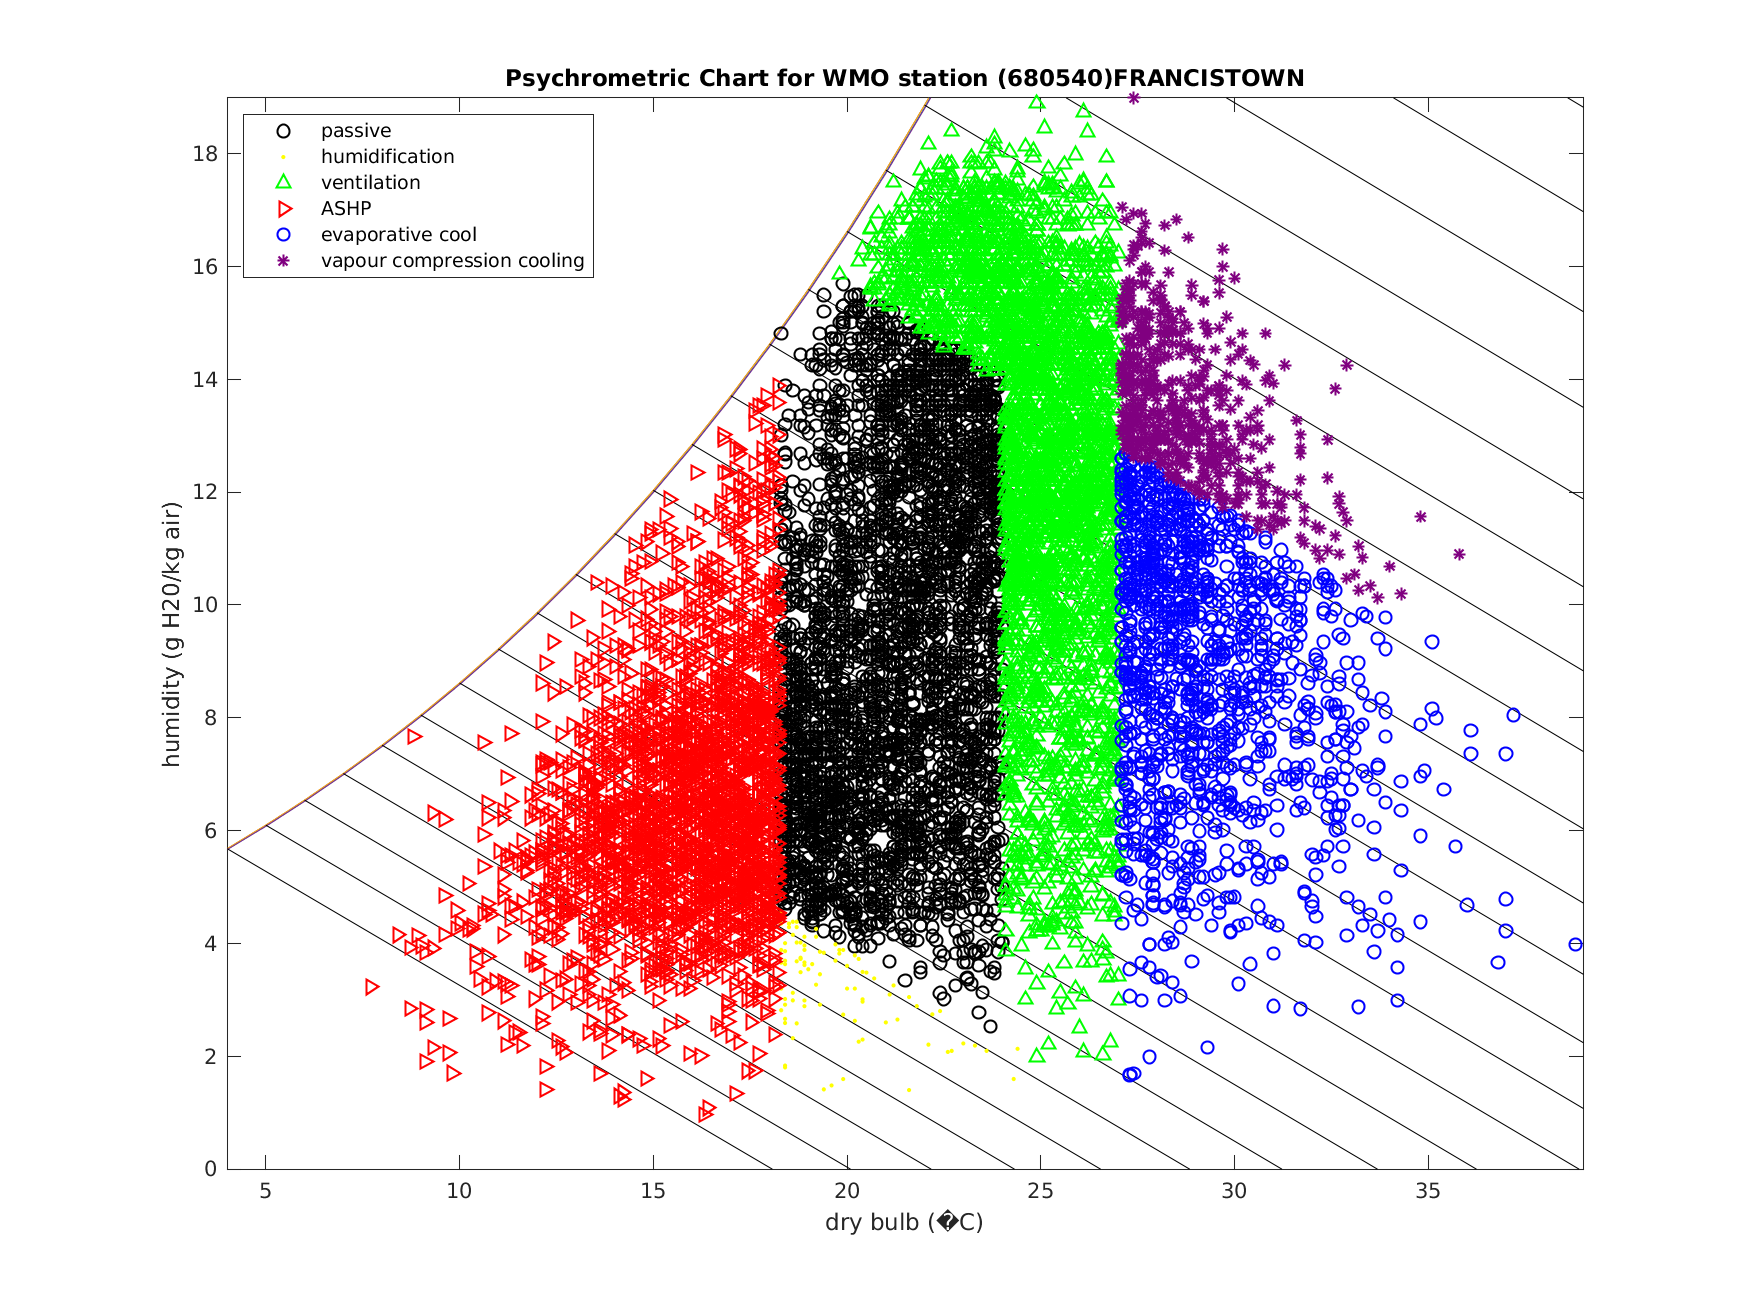 Psychrometric Chart for WMO station (680540)FRANCISTOWN
passive
humidification
ventilation
ASHP
evaporative cool
vapour compression cooling
humidity (g H20/kg air)
18
16
14
12
10
8
6
4
2
0
5 10 15 20 25 30 35
dry bulb (�C)